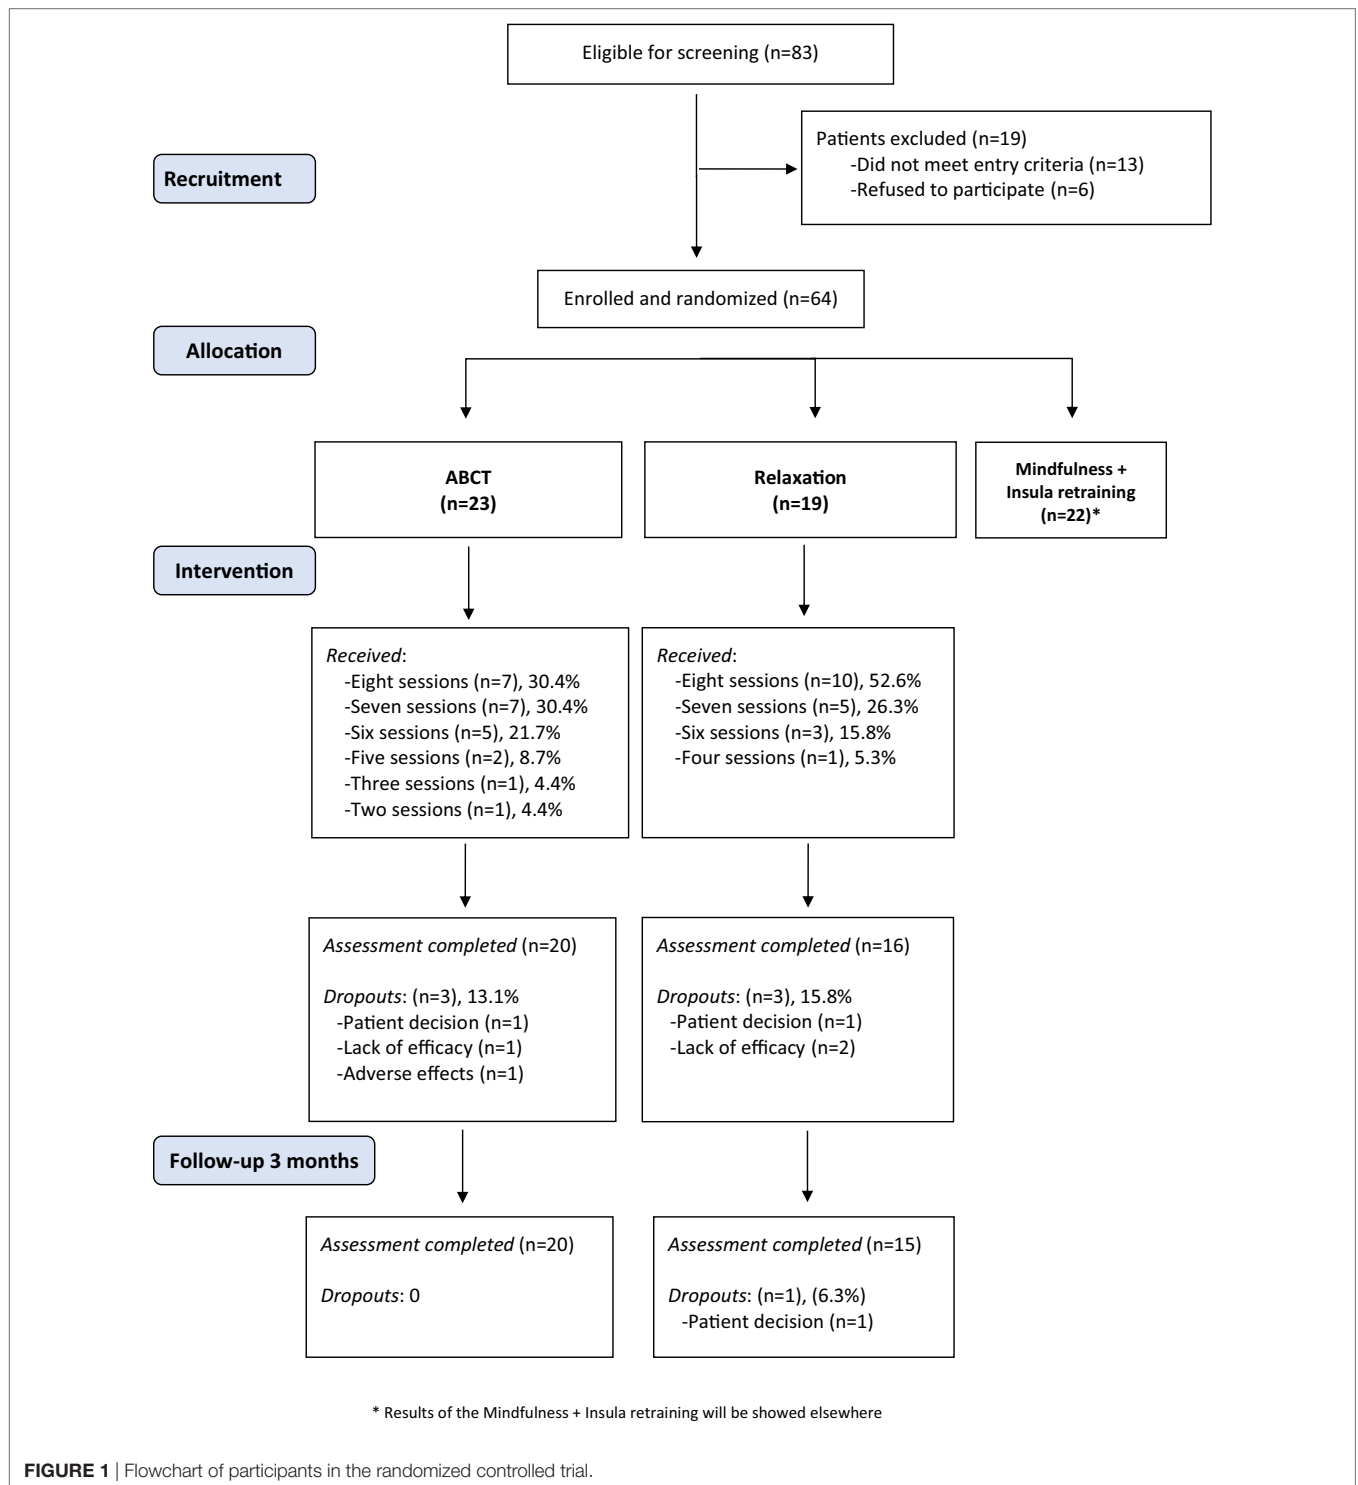 Eligible for screening (n=83)
Patients excluded (n=19)
-Did not meet entry criteria (n=13)
-Refused to participate (n=6)
Recruitment
Enrolled and randomized (n=64)
Allocation
ABCT
(n=23)
Relaxation
(n=19)
Mindfulness +
Insula retraining
(n=22)*
Intervention
Received:
-Eight sessions (n=7), 30.4%
-Seven sessions (n=7), 30.4%
-Six sessions (n=5), 21.7%
-Five sessions (n=2), 8.7%
-Three sessions (n=1), 4.4%
-Two sessions (n=1), 4.4%
Received:
-Eight sessions (n=10), 52.6%
-Seven sessions (n=5), 26.3%
-Six sessions (n=3), 15.8%
-Four sessions (n=1), 5.3%
Assessment completed (n=20)
Dropouts: (n=3), 13.1%
-Patient decision (n=1)
-Lack of efficacy (n=1)
-Adverse effects (n=1)
Assessment completed (n=16)
Dropouts: (n=3), 15.8%
-Patient decision (n=1)
-Lack of efficacy (n=2)
Follow-up 3 months
Assessment completed (n=20)
Dropouts: 0
Assessment completed (n=15)
Dropouts: (n=1), (6.3%)
-Patient decision (n=1)
* Results of the Mindfulness + Insula retraining will be showed elsewhere
FIGURE 1 | Flowchart of participants in the randomized controlled trial.